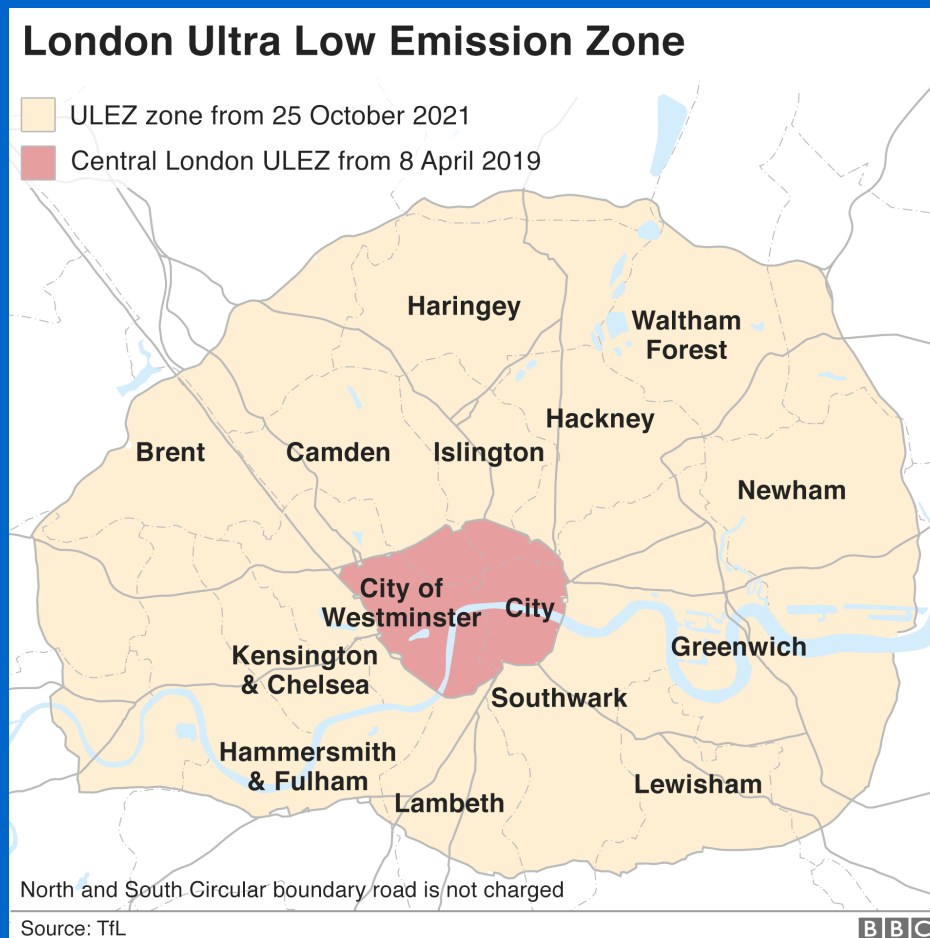 London Ultra Low Emission Zone
ULEZ zone from 25 October 2021
Central London ULEZ from 8 April 2019
Haringey
Waltham
Forest
Hackney
Brent
Camden
Islington
Newham
City of
Westminster
City
Greenwich
Kensington
& Chelsea
Southwark
Hammersmith
& Fulham
Lewisham
Lambeth
North and South Circular boundary road is not charged
Source: TfL
BBC